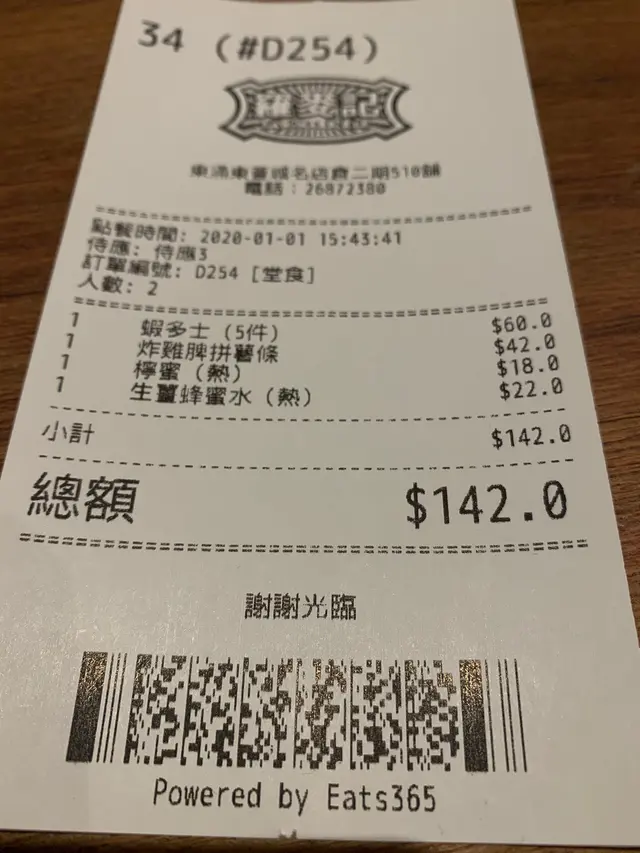 34 (#D254)
東涌東薈城名店倉二期510舖
電話：26872380
點餐時間: 2020-01-01 15:43:41
侍應: 侍應3
訂單編號: D254 [堂食]
人數: 2
1 蝦多士 (5件) $60.0
1 炸雞脾拼薯條 $42.0
1 檸蜜 (熱) $18.0
1 生薑蜂蜜水 (熱) $22.0
小計 $142.0
總額 $142.0
謝謝光臨
Powered by Eats365